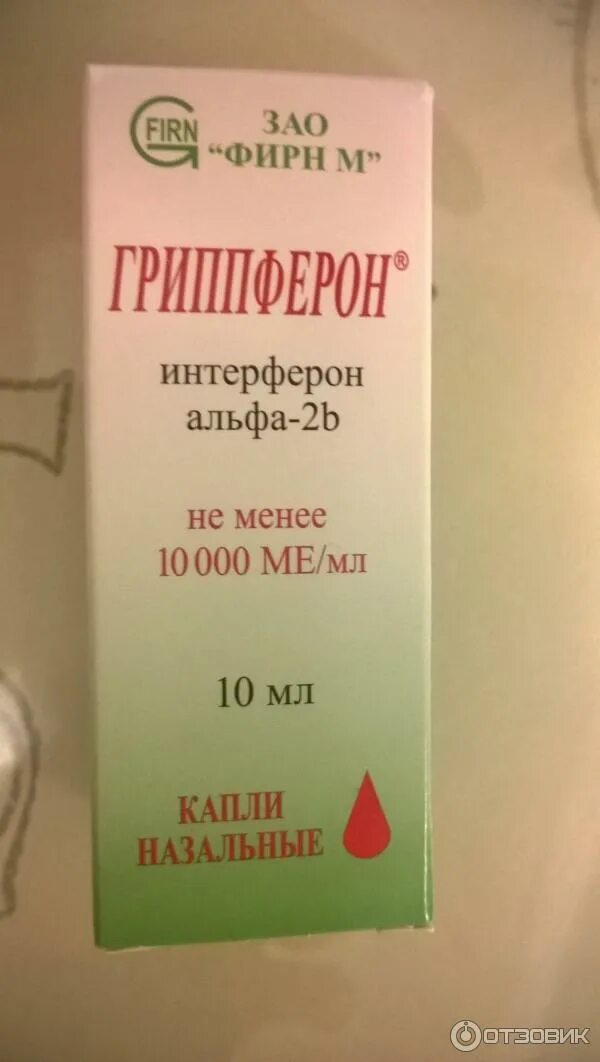 FIRN
ЗАО
“ФИРН М”
ГРИППФЕРОН®
интерферон
альфа-2b
не менее
10 000 МЕ/мл
10 мл
КАПЛИ
НАЗАЛЬНЫЕ
ОТЗОВИК